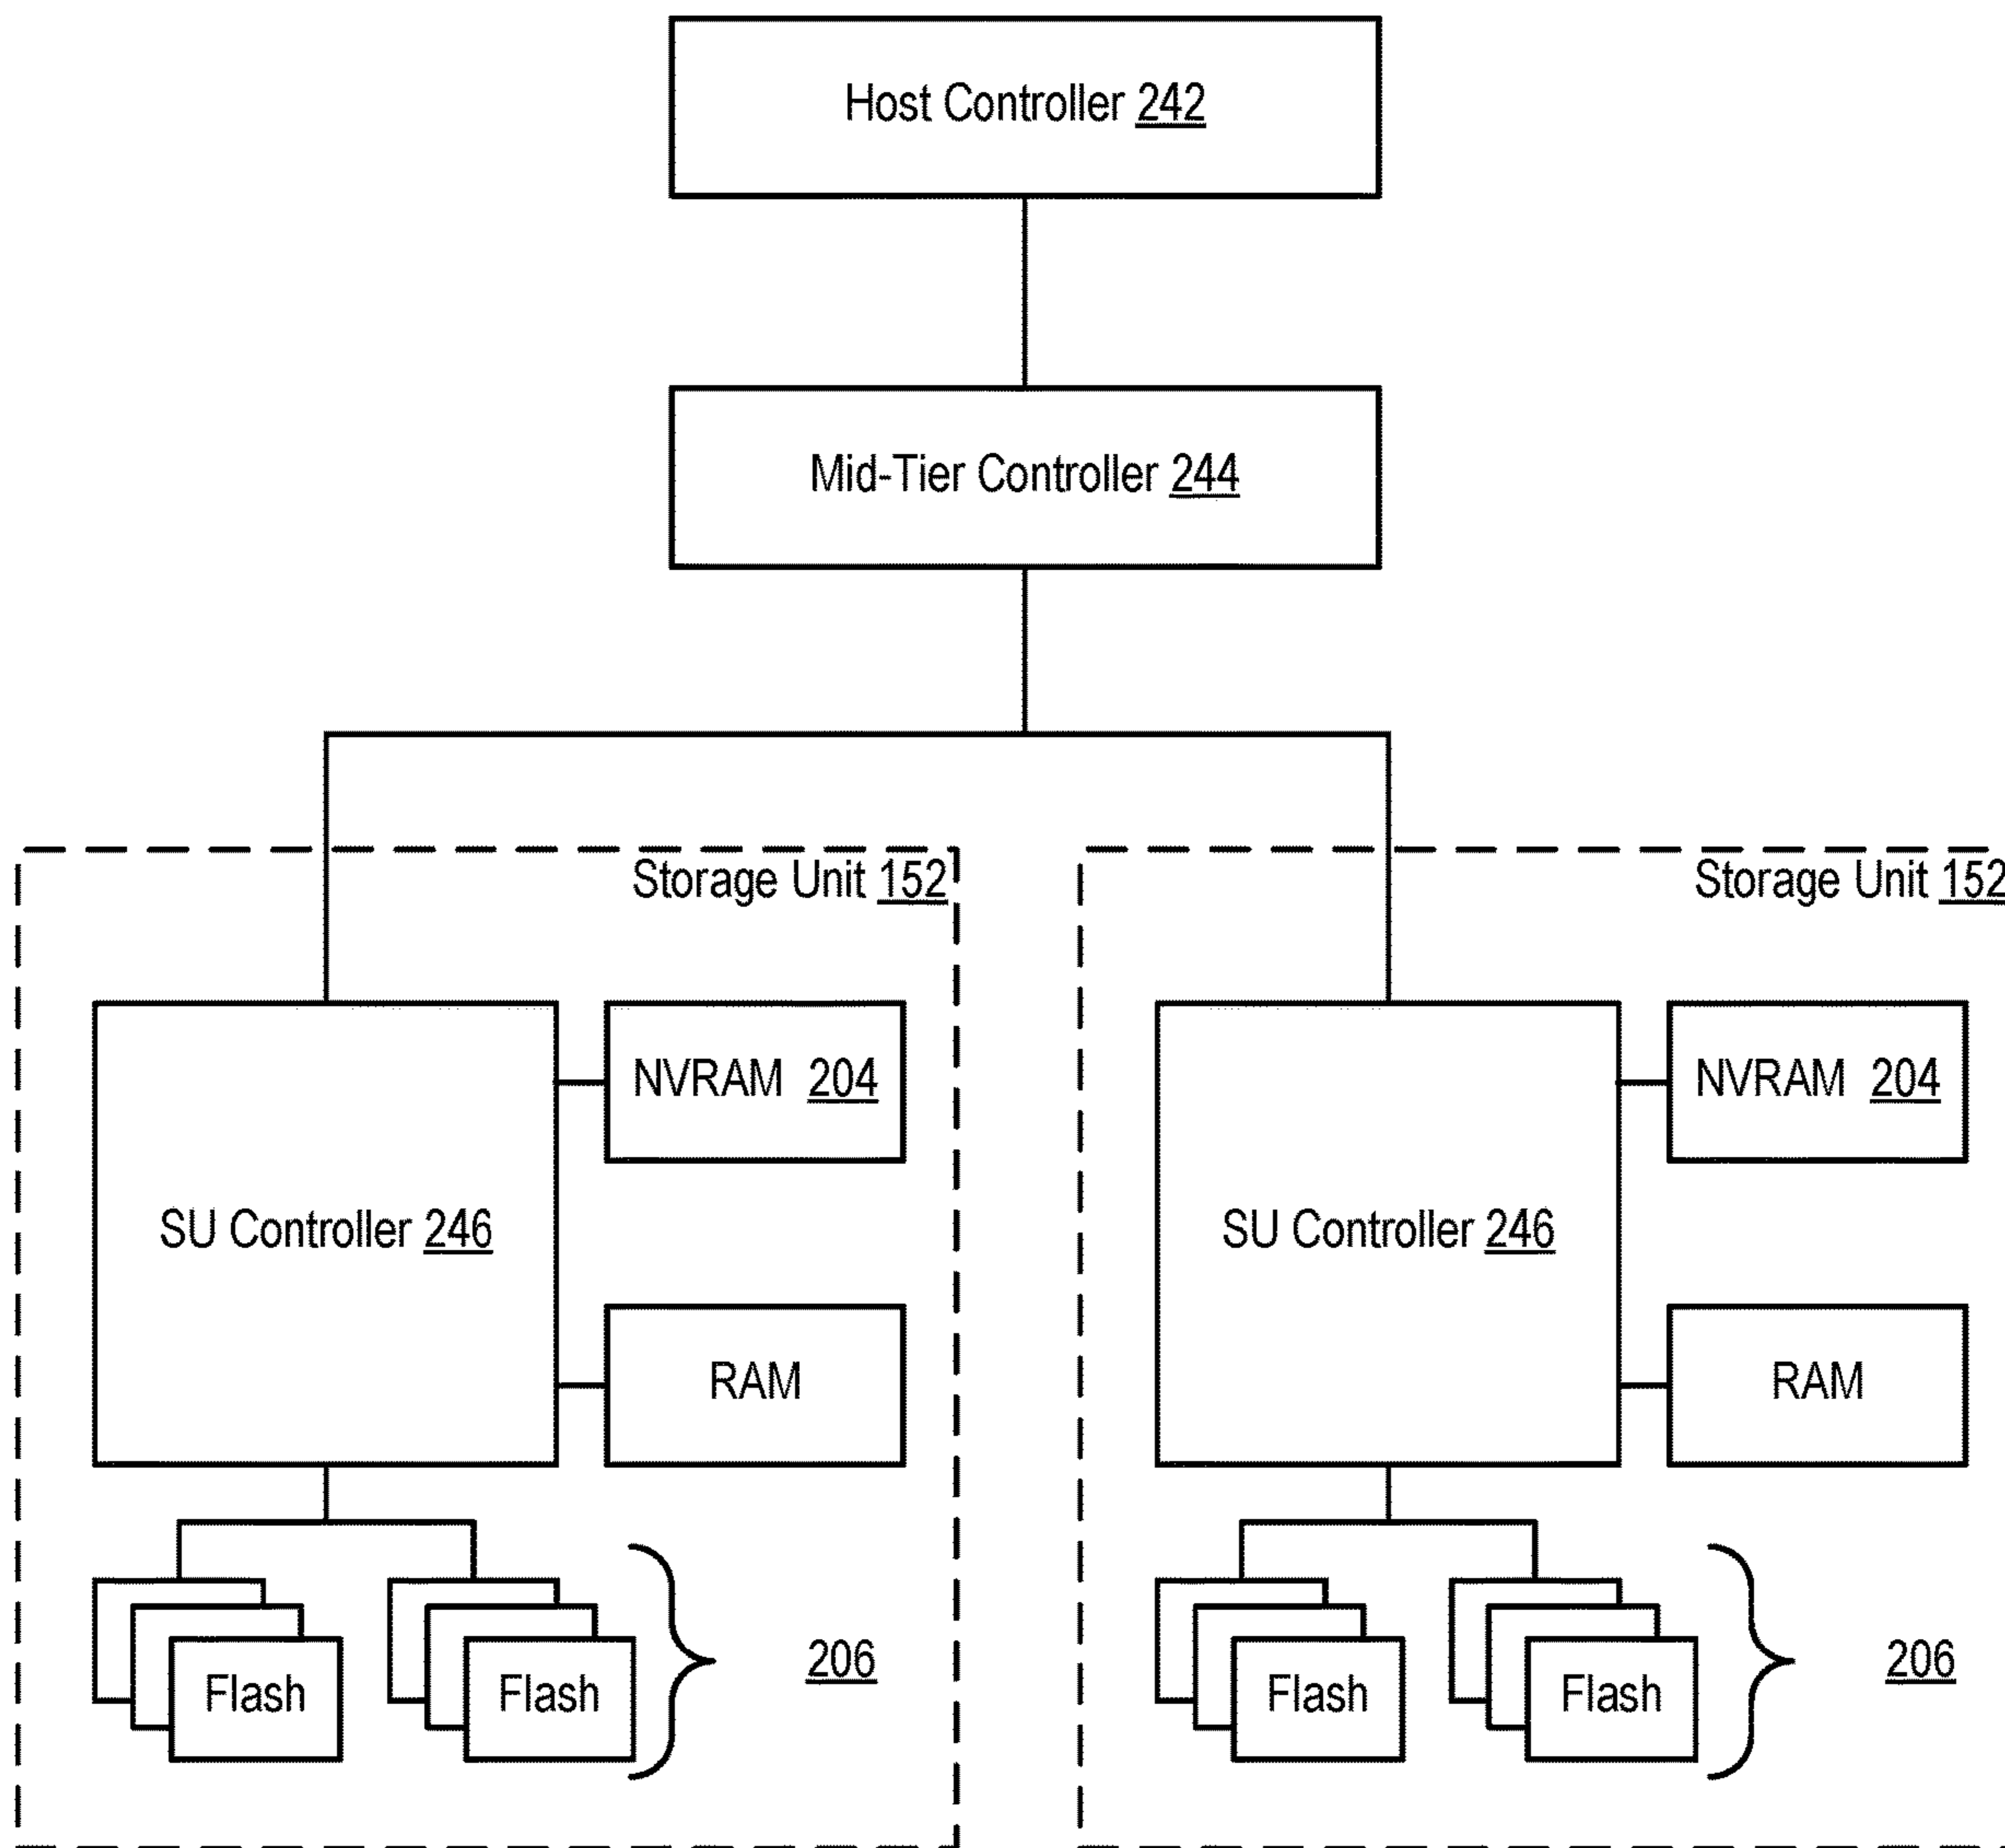 Host Controller 242
Mid-Tier Controller 244
Storage Unit 152
Storage Unit 152
NVRAM 204
NVRAM 204
SU Controller 246
SU Controller 246
RAM
RAM
206
206
Flash
Flash
Flash
Flash